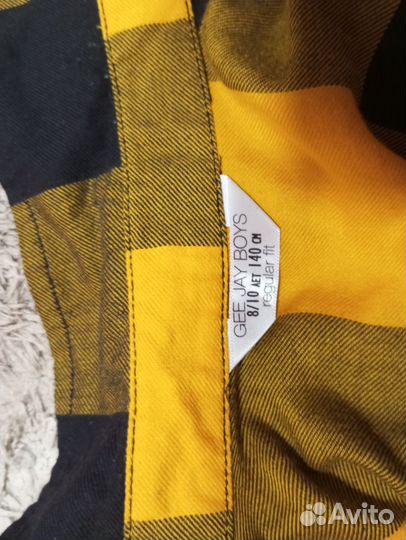 GEE JAY BOYS
8/10 ЛЕТ 140 СМ
regular fit
Avito